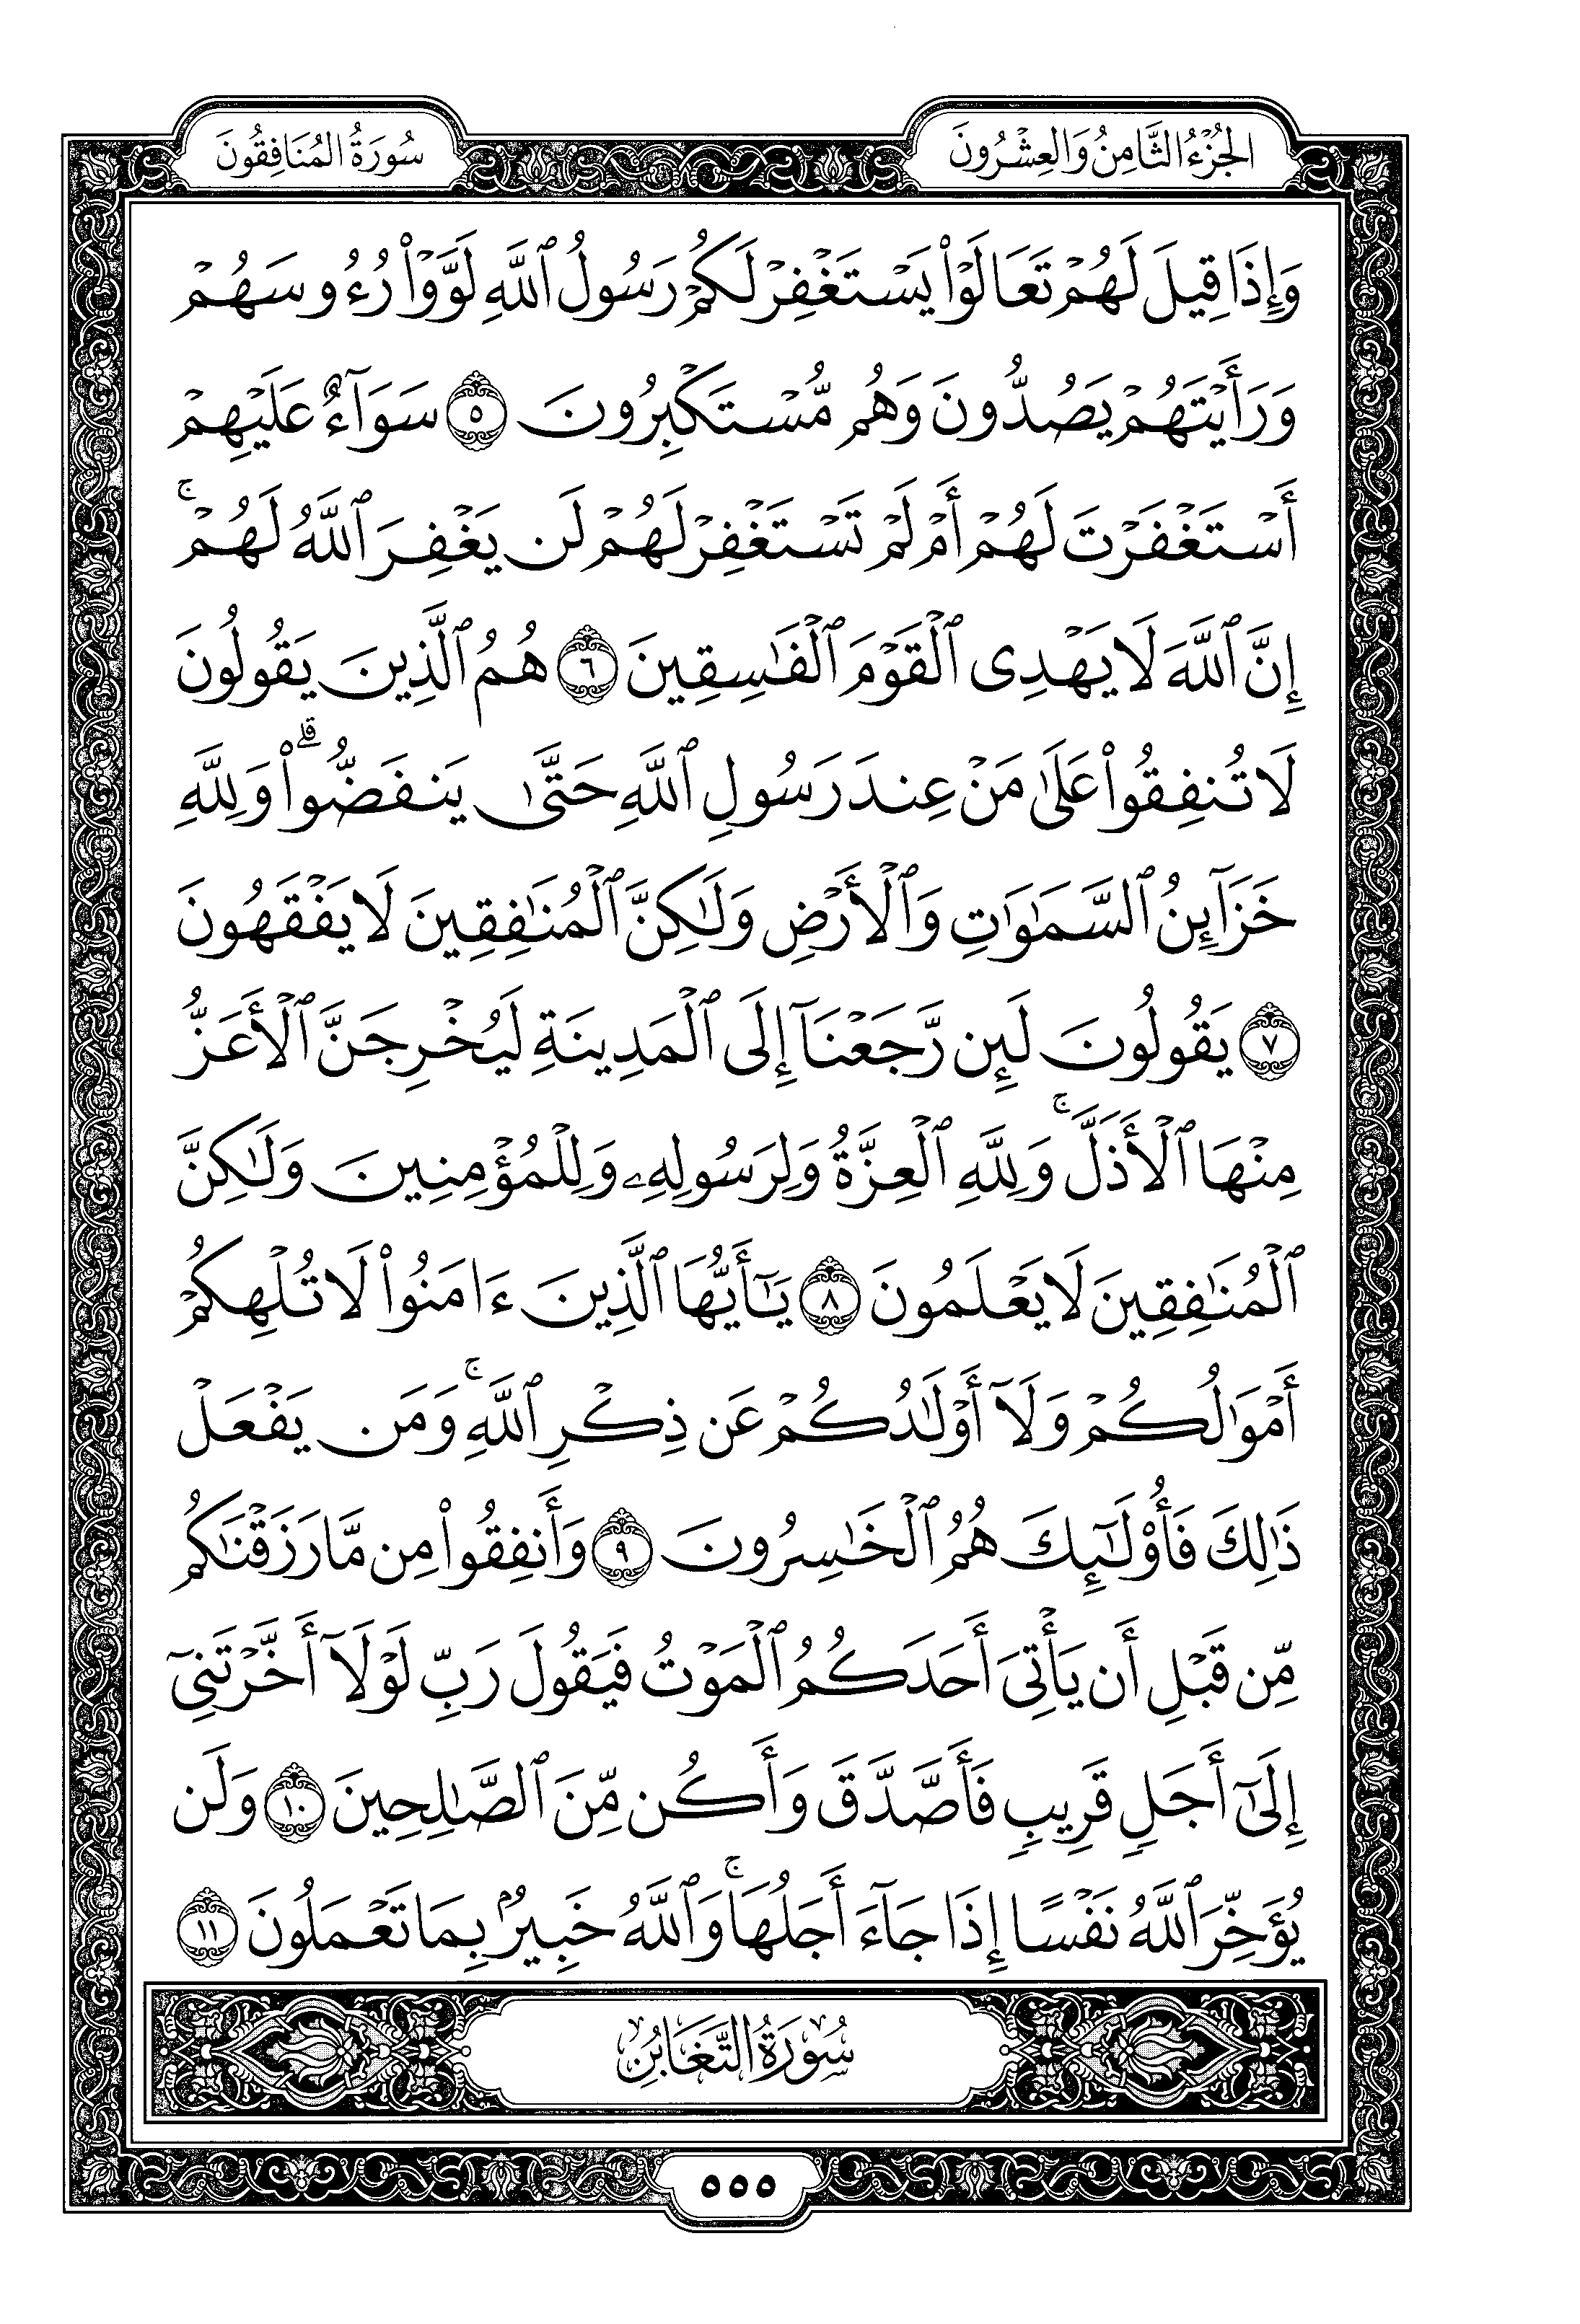 الجُزْءُ الثَّامِنُ وَالعِشْرُونَ
سُورَةُ المُنَافِقُونَ
وَإِذَا قِيلَ لَهُمْ تَعَالَوْاْ يَسْتَغْفِرْ لَكُمْ رَسُولُ ٱللَّهِ لَوَّوْاْ رُءُوسَهُمْ
وَرَأَيْتَهُمْ يَصُدُّونَ وَهُم مُّسْتَكْبِرُونَ ٥ سَوَآءٌ عَلَيْهِمْ
أَسْتَغْفَرْتَ لَهُمْ أَمْ لَمْ تَسْتَغْفِرْ لَهُمْ لَن يَغْفِرَ ٱللَّهُ لَهُمْۚ
إِنَّ ٱللَّهَ لَا يَهْدِى ٱلْقَوْمَ ٱلْفَٰسِقِينَ ٦ هُمُ ٱلَّذِينَ يَقُولُونَ
لَا تُنفِقُواْ عَلَىٰ مَنْ عِندَ رَسُولِ ٱللَّهِ حَتَّىٰ يَنفَضُّواْۗ وَلِلَّهِ
خَزَآئِنُ ٱلسَّمَٰوَٰتِ وَٱلْأَرْضِ وَلَٰكِنَّ ٱلْمُنَٰفِقِينَ لَا يَفْقَهُونَ
٧ يَقُولُونَ لَئِن رَّجَعْنَآ إِلَى ٱلْمَدِينَةِ لَيُخْرِجَنَّ ٱلْأَعَزُّ
مِنْهَا ٱلْأَذَلَّۚ وَلِلَّهِ ٱلْعِزَّةُ وَلِرَسُولِهِۦ وَلِلْمُؤْمِنِينَ وَلَٰكِنَّ
ٱلْمُنَٰفِقِينَ لَا يَعْلَمُونَ ٨ يَٰٓأَيُّهَا ٱلَّذِينَ ءَامَنُواْ لَا تُلْهِكُمْ
أَمْوَٰلُكُمْ وَلَآ أَوْلَٰدُكُمْ عَن ذِكْرِ ٱللَّهِۚ وَمَن يَفْعَلْ
ذَٰلِكَ فَأُوْلَٰٓئِكَ هُمُ ٱلْخَٰسِرُونَ ٩ وَأَنفِقُواْ مِن مَّا رَزَقْنَٰكُم
مِّن قَبْلِ أَن يَأْتِىَ أَحَدَكُمُ ٱلْمَوْتُ فَيَقُولَ رَبِّ لَوْلَآ أَخَّرْتَنِىٓ
إِلَىٰٓ أَجَلٍ قَرِيبٍ فَأَصَّدَّقَ وَأَكُن مِّنَ ٱلصَّٰلِحِينَ ١٠ وَلَن
يُؤَخِّرَ ٱللَّهُ نَفْسًا إِذَا جَآءَ أَجَلُهَاۚ وَٱللَّهُ خَبِيرٌۢ بِمَا تَعْمَلُونَ ١١
سُورَةُ التَّغَابُنِ
٥٥٥